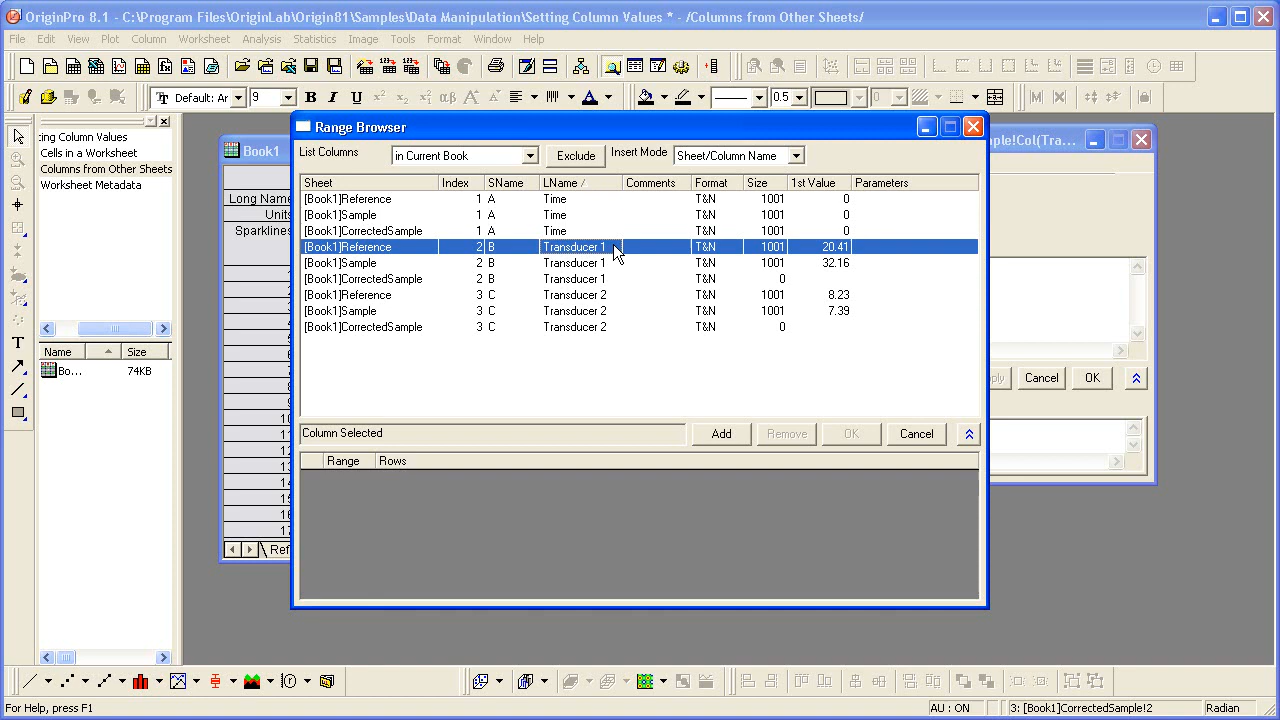 OriginPro 8.1 - C:\Program Files\OriginLab\Origin81\Samples\Data Manipulation\Setting Column Values * - /Columns from Other Sheets/
File Edit View Plot Column Worksheet Analysis Statistics Image Tools Format Window Help
Default: Ar 9 B I U 0.5 0
ing Column Values
Cells in a Worksheet
Columns from Other Sheets
Worksheet Metadata
Name Size
Bo... 74KB
Book1
Long Name
Units
Sparklines
Ref
ple!Col(Tra...
Cancel OK
Range Browser
List Columns in Current Book Exclude Insert Mode Sheet/Column Name
Sheet Index SName LName Comments Format Size 1st Value Parameters
[Book1]Reference 1 A Time T&N 1001 0
[Book1]Sample 1 A Time T&N 1001 0
[Book1]CorrectedSample 1 A Time T&N 1001 0
[Book1]Reference 2 B Transducer 1 T&N 1001 20.41
[Book1]Sample 2 B Transducer 1 T&N 1001 32.16
[Book1]CorrectedSample 2 B Transducer 1 T&N 0
[Book1]Reference 3 C Transducer 2 T&N 1001 8.23
[Book1]Sample 3 C Transducer 2 T&N 1001 7.39
[Book1]CorrectedSample 3 C Transducer 2 T&N 0
Column Selected Add Remove OK Cancel
Range Rows
For Help, press F1 AU : ON 3: [Book1]CorrectedSample!2 Radian